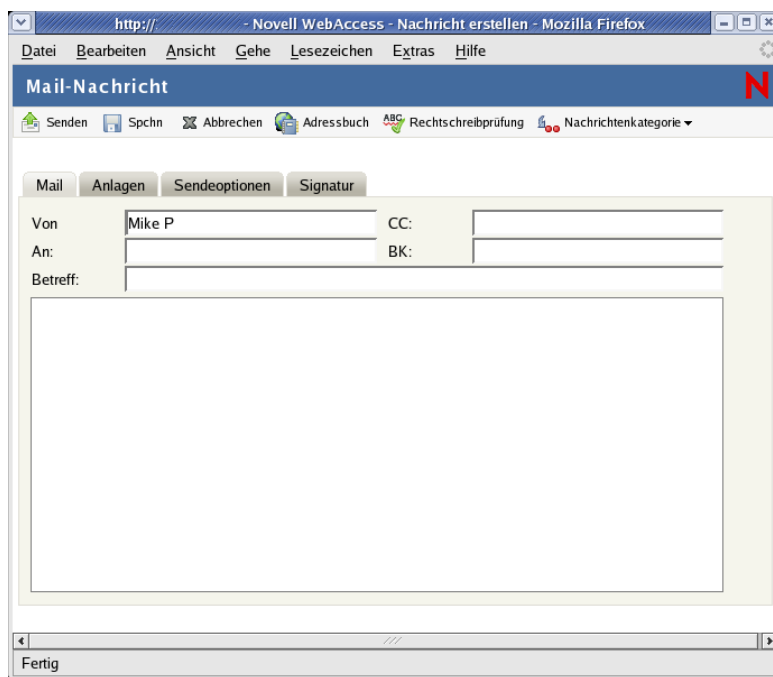 http:// - Novell WebAccess - Nachricht erstellen - Mozilla Firefox
Datei Bearbeiten Ansicht Gehe Lesezeichen Extras Hilfe
Mail-Nachricht N
Senden Spchn Abbrechen Adressbuch ABC Rechtschreibprüfung Nachrichtenkategorie
Mail Anlagen Sendeoptionen Signatur
Von Mike P CC:
An: BK:
Betreff:
Fertig